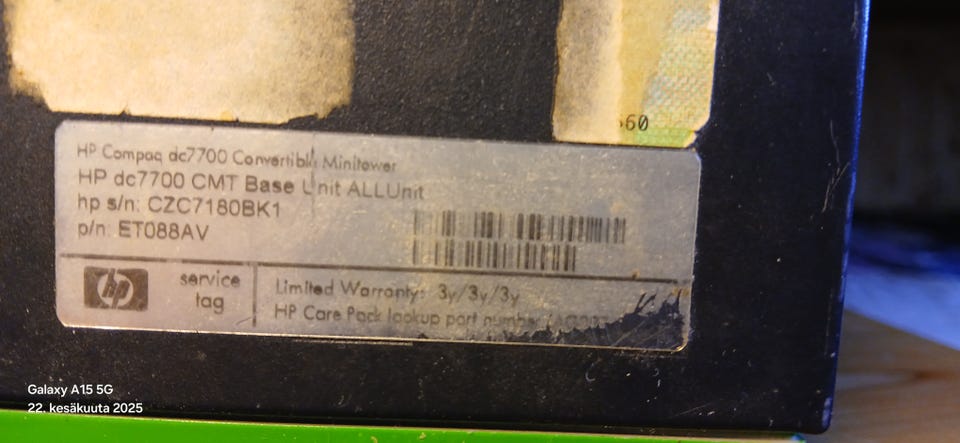 60
HP Compaq dc7700 Convertible Minitower
HP dc7700 CMT Base Unit ALLUnit
hp s/n: CZC7180BK1
p/n: ET088AV
hp
service
tag
Limited Warranty: 3y/3y/3y
HP Care Pack lookup part number
Galaxy A15 5G
22. kesäkuuta 2025